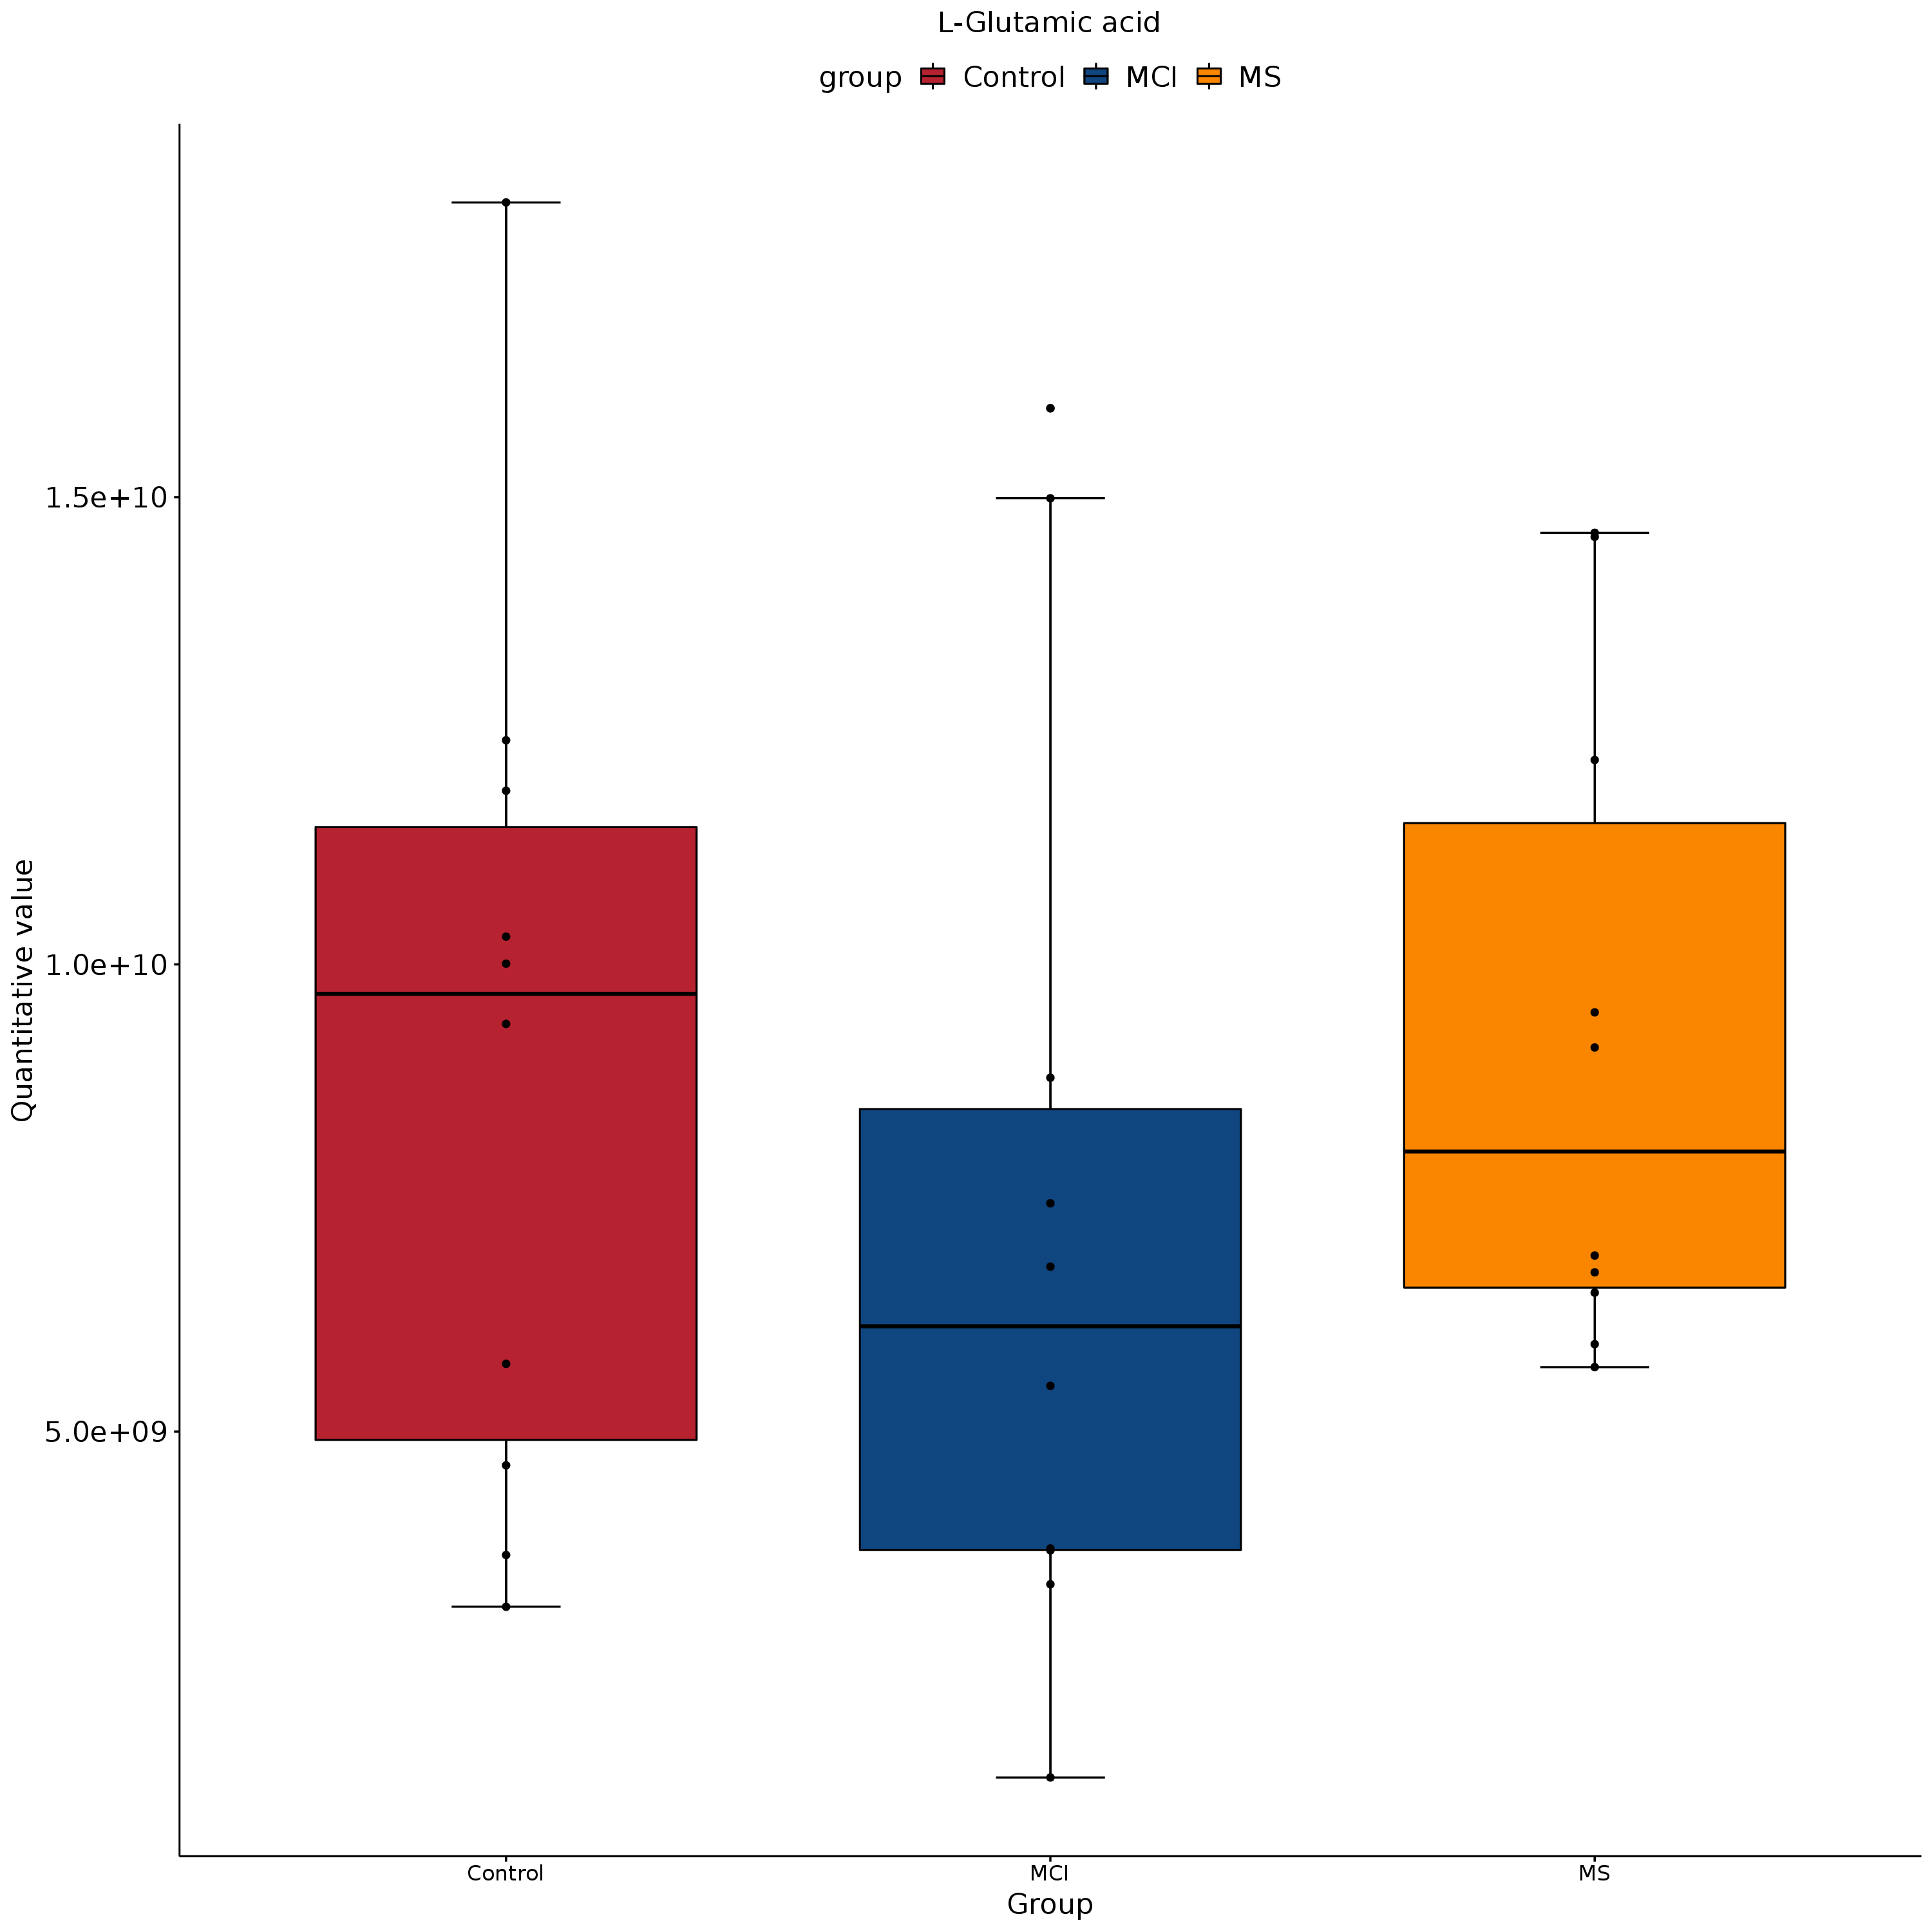 L-Glutamic acid
group Control MCI MS
Quantitative value
1.5e+10
1.0e+10
5.0e+09
Control MCI MS
Group